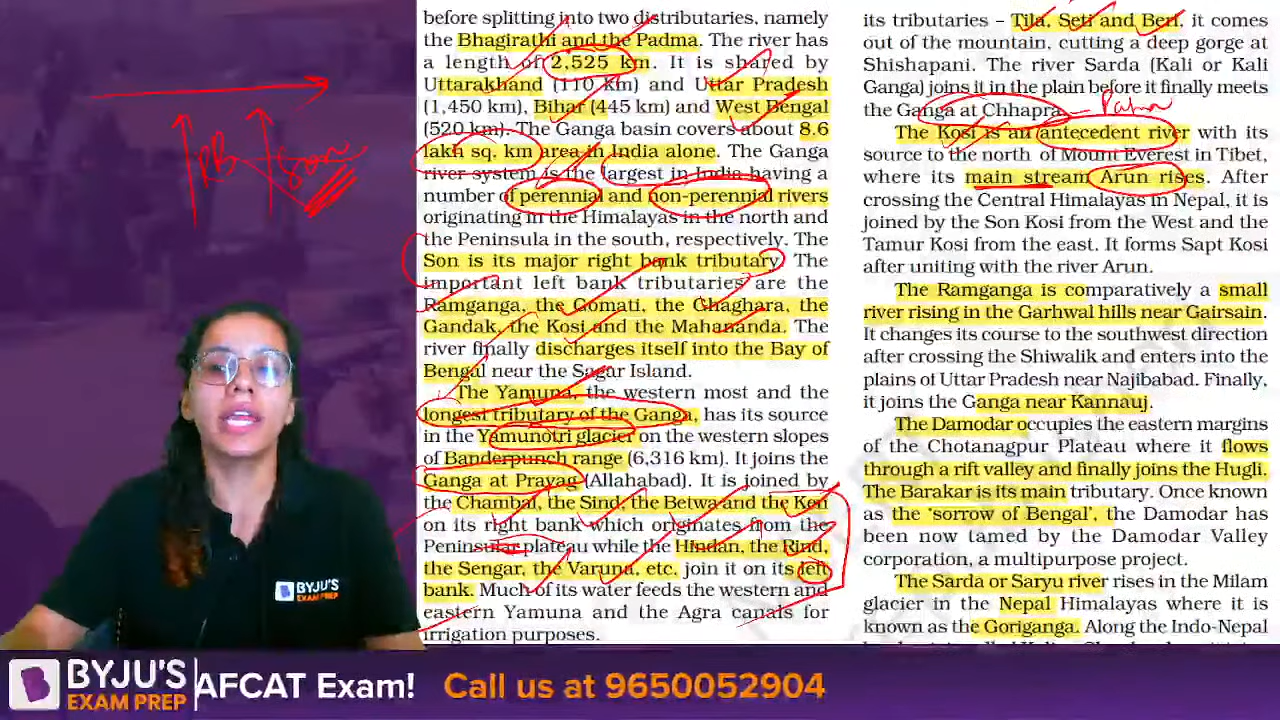 before splitting into two distributaries, namely
the Bhagirathi and the Padma. The river has
a length of 2,525 km. It is shared by
Uttarakhand (110 km) and Uttar Pradesh
(1,450 km), Bihar (445 km) and West Bengal
(520 km). The Ganga basin covers about 8.6
lakh sq. km area in India alone. The Ganga
river system is the largest in India having a
number of perennial and non-perennial rivers
originating in the Himalayas in the north and
the Peninsula in the south, respectively. The
Son is its major right bank tributary. The
important left bank tributaries are the
Ramganga, the Gomati, the Ghaghara, the
Gandak, the Kosi and the Mahananda. The
river finally discharges itself into the Bay of
Bengal near the Sagar Island.
The Yamuna, the western most and the
longest tributary of the Ganga, has its source
in the Yamunotri glacier on the western slopes
of Banderpunch range (6,316 km). It joins the
Ganga at Prayag (Allahabad). It is joined by
the Chambal, the Sind, the Betwa and the Ken
on its right bank which originates from the
Peninsular plateau while the Hindan, the Rind,
the Sengar, the Varuna, etc. join it on its left
bank. Much of its water feeds the western and
eastern Yamuna and the Agra canals for
irrigation purposes.
its tributaries – Tila, Seti and Beri, it comes
out of the mountain, cutting a deep gorge at
Shishapani. The river Sarda (Kali or Kali
Ganga) joins it in the plain before it finally meets
the Ganga at Chhapra.
The Kosi is an antecedent river with its
source to the north of Mount Everest in Tibet,
where its main stream Arun rises. After
crossing the Central Himalayas in Nepal, it is
joined by the Son Kosi from the West and the
Tamur Kosi from the east. It forms Sapt Kosi
after uniting with the river Arun.
The Ramganga is comparatively a small
river rising in the Garhwal hills near Gairsain.
It changes its course to the southwest direction
after crossing the Shiwalik and enters into the
plains of Uttar Pradesh near Najibabad. Finally,
it joins the Ganga near Kannauj.
The Damodar occupies the eastern margins
of the Chotanagpur Plateau where it flows
through a rift valley and finally joins the Hugli.
The Barakar is its main tributary. Once known
as the ‘sorrow of Bengal’, the Damodar has
been now tamed by the Damodar Valley
corporation, a multipurpose project.
The Sarda or Saryu river rises in the Milam
glacier in the Nepal Himalayas where it is
known as the Goriganga. Along the Indo-Nepal
RB Son
BYJU'S
EXAM PREP
BYJU'S
EXAM PREP
AFCAT Exam! Call us at 9650052904